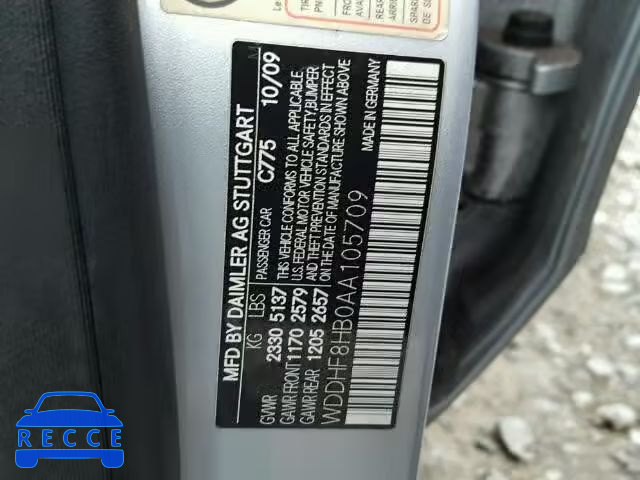 MFD BY DAIMLER AG STUTTGART
KG LBS PASSENGER CAR C775 10/09
GVWR 2330 5137 THIS VEHICLE CONFORMS TO ALL APPLICABLE
GAWR FRONT 1170 2579 U.S. FEDERAL MOTOR VEHICLE SAFETY, BUMPER
GAWR REAR 1205 2657 AND THEFT PREVENTION STANDARDS IN EFFECT
ON THE DATE OF MANUFACTURE SHOWN ABOVE
MADE IN GERMANY
WDDHF8HB0AA105709
M
RECCE